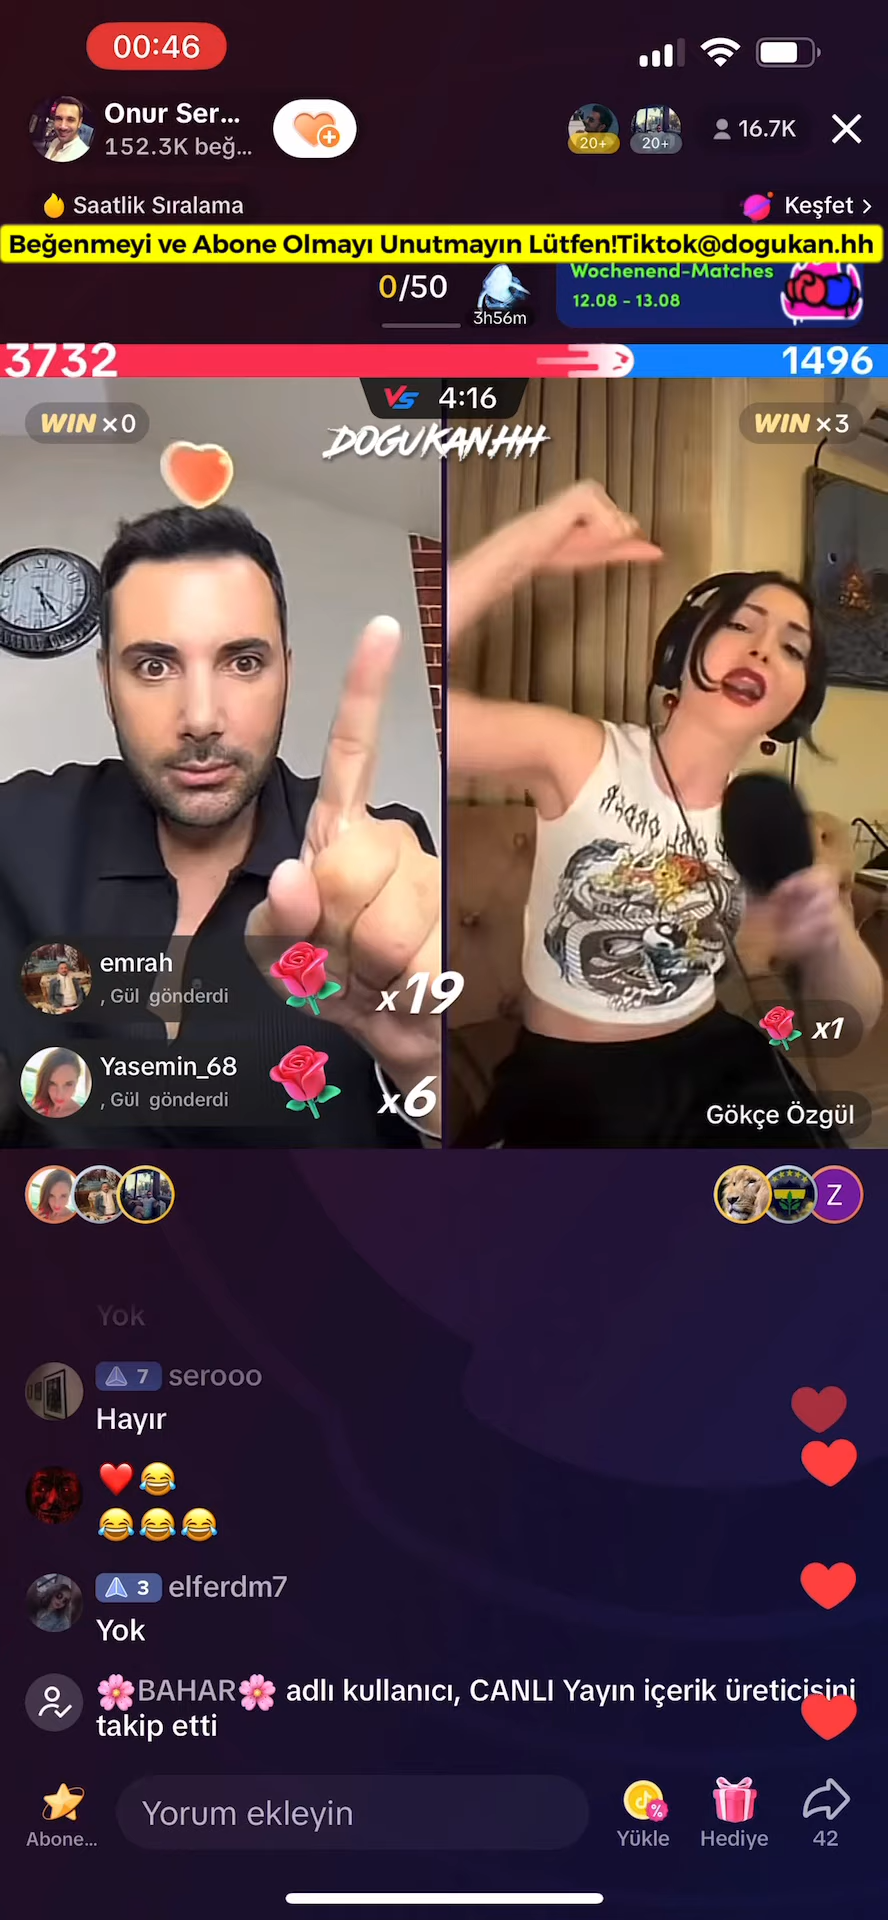 00:46
Onur Ser...
152.3K beğ...
20+
20+
16.7K
Saatlik Sıralama
Keşfet >
Beğenmeyi ve Abone Olmayı Unutmayın Lütfen!Tiktok@dogukan.hh
0/50
3h56m
Wochenend-Matches
12.08 - 13.08
3732
1496
VS 4:16
WIN x0
WIN x3
DOGUKAN.HH
emrah
, Gül gönderdi
x19
Yasemin_68
, Gül gönderdi
x6
x1
Gökçe Özgül
Z
Yok
7 serooo
Hayır
❤️😂
😂😂😂
3 elferdm7
Yok
🌸BAHAR🌸 adlı kullanıcı, CANLI Yayın içerik üreticisini
takip etti
Abone...
Yorum ekleyin
Yükle
Hediye
42